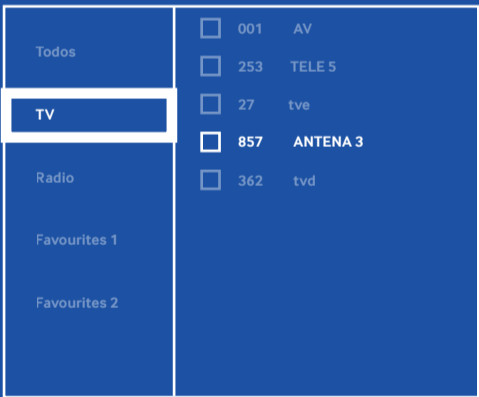 Todos
TV
Radio
Favourites 1
Favourites 2
001 AV
253 TELE 5
27 tve
857 ANTENA 3
362 tvd